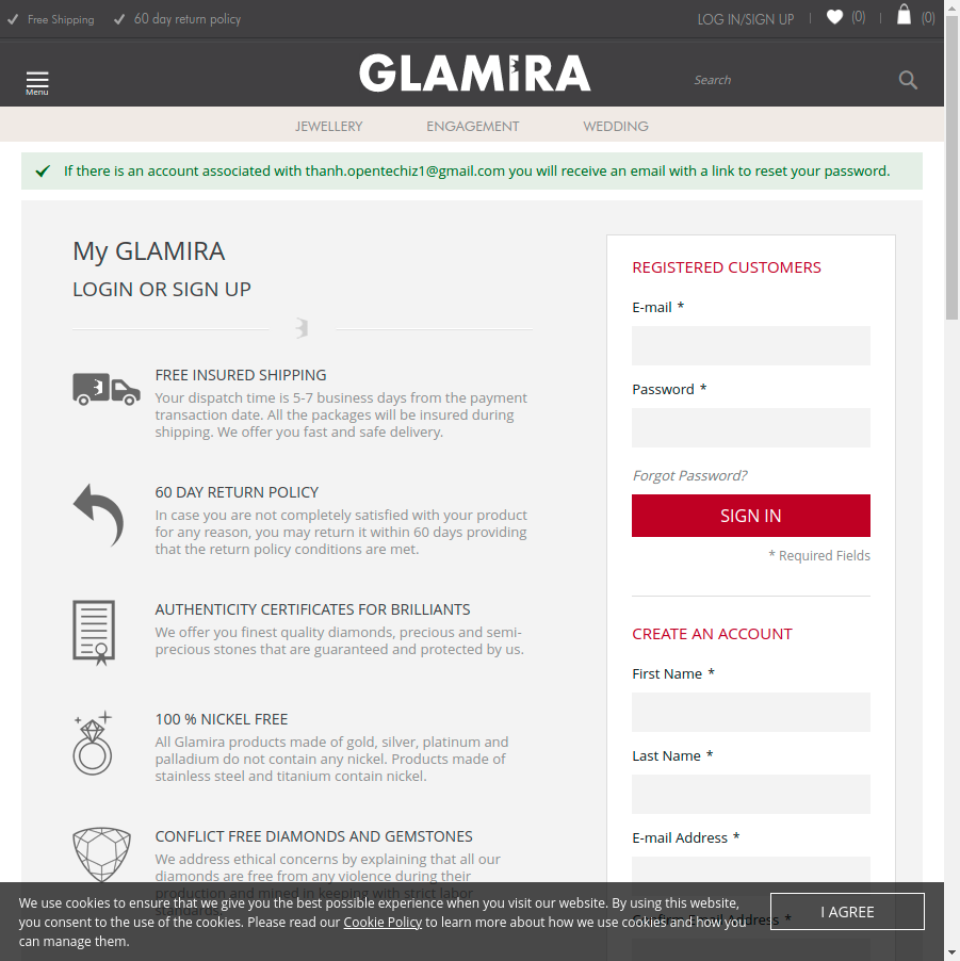 Free Shipping
60 day return policy
LOG IN/SIGN UP
(0)
(0)
Menu
GLAMIRA
Search
JEWELLERY
ENGAGEMENT
WEDDING
If there is an account associated with thanh.opentechiz1@gmail.com you will receive an email with a link to reset your password.
My GLAMIRA
LOGIN OR SIGN UP
FREE INSURED SHIPPING
Your dispatch time is 5-7 business days from the payment
transaction date. All the packages will be insured during
shipping. We offer you fast and safe delivery.
60 DAY RETURN POLICY
In case you are not completely satisfied with your product
for any reason, you may return it within 60 days providing
that the return policy conditions are met.
AUTHENTICITY CERTIFICATES FOR BRILLIANTS
We offer you finest quality diamonds, precious and semi-
precious stones that are guaranteed and protected by us.
100 % NICKEL FREE
All Glamira products made of gold, silver, platinum and
palladium do not contain any nickel. Products made of
stainless steel and titanium contain nickel.
CONFLICT FREE DIAMONDS AND GEMSTONES
We address ethical concerns by explaining that all our
diamonds are free from any violence during their
production and mined in keeping with strict labor
standards.
REGISTERED CUSTOMERS
E-mail *
Password *
Forgot Password?
SIGN IN
* Required Fields
CREATE AN ACCOUNT
First Name *
Last Name *
E-mail Address *
Confirm Email Address *
We use cookies to ensure that we give you the best possible experience when you visit our website. By using this website,
you consent to the use of the cookies. Please read our Cookie Policy to learn more about how we use cookies and how you
can manage them.
I AGREE